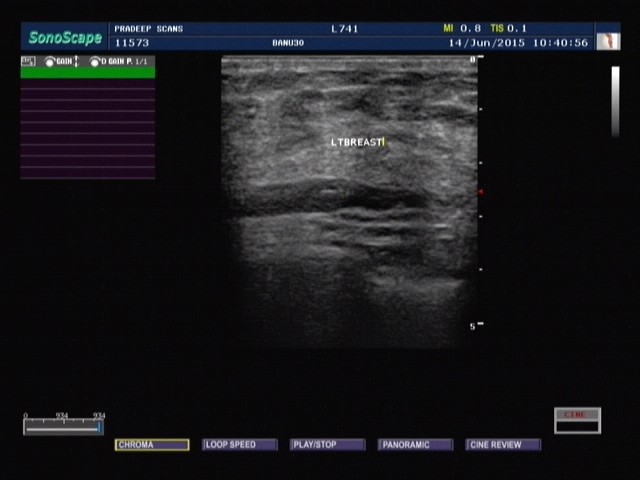 SonoScape
PRADEEP SCANS L741 MI 0.8 TIS 0.1
11573 BANU30 14/Jun/2015 10:40:56
GAIN D GAIN P. 1/1
0
LTBREAST
5
0 934 934
CINE
CHROMA LOOP SPEED PLAY/STOP PANORAMIC CINE REVIEW